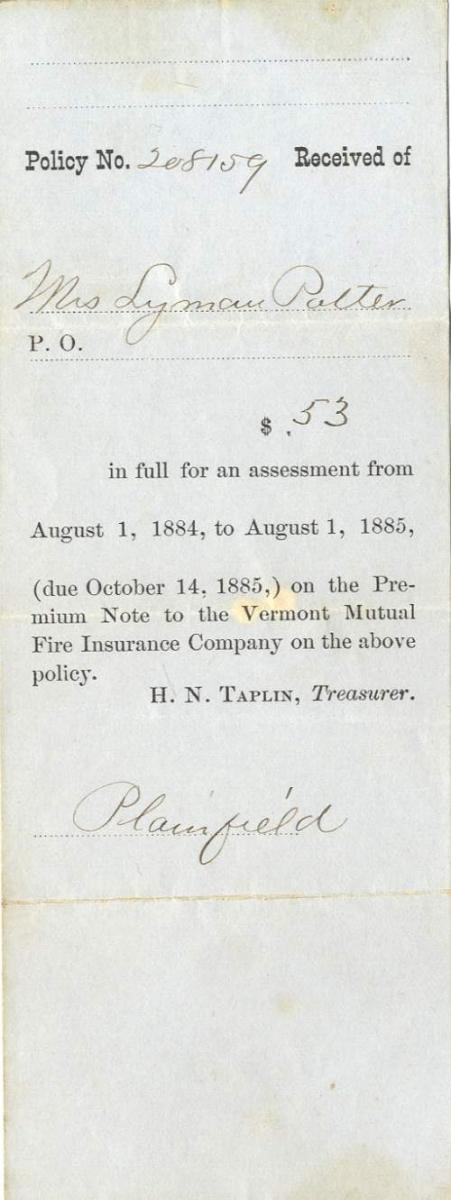 Policy No. 208159 Received of
Mrs Lyman Potter
P. O.
$ .53
in full for an assessment from
August 1, 1884, to August 1, 1885,
(due October 14, 1885,) on the Pre-
mium Note to the Vermont Mutual
Fire Insurance Company on the above
policy.
H. N. TAPLIN, Treasurer.
Plainfield